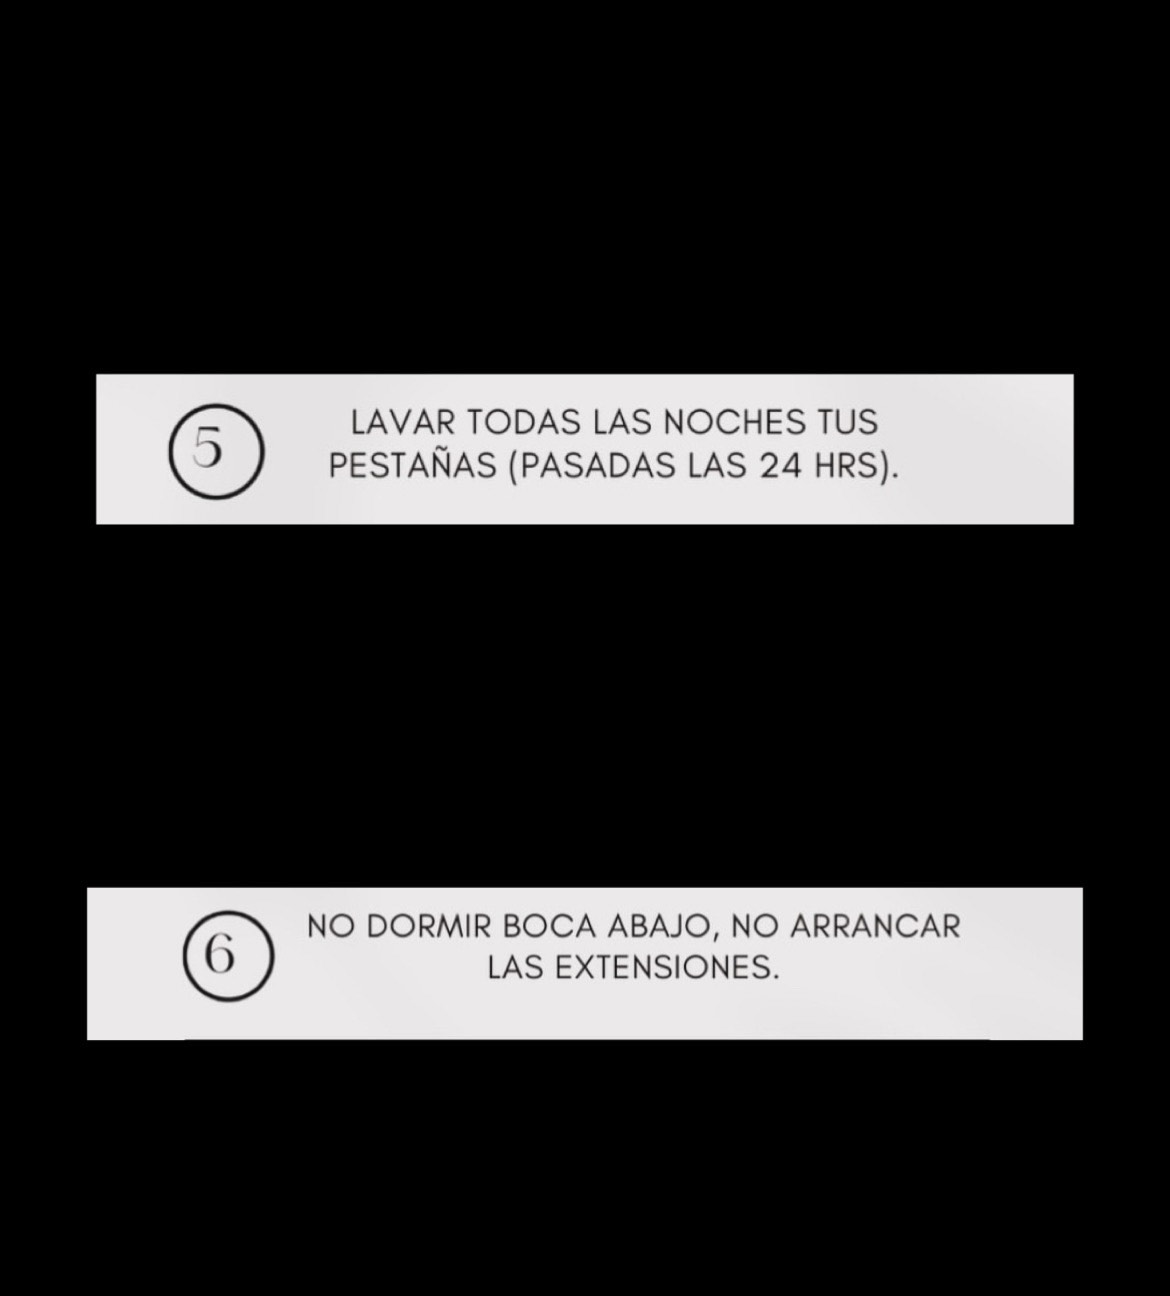 5
LAVAR TODAS LAS NOCHES TUS
PESTAÑAS (PASADAS LAS 24 HRS).
6
NO DORMIR BOCA ABAJO, NO ARRANCAR
LAS EXTENSIONES.